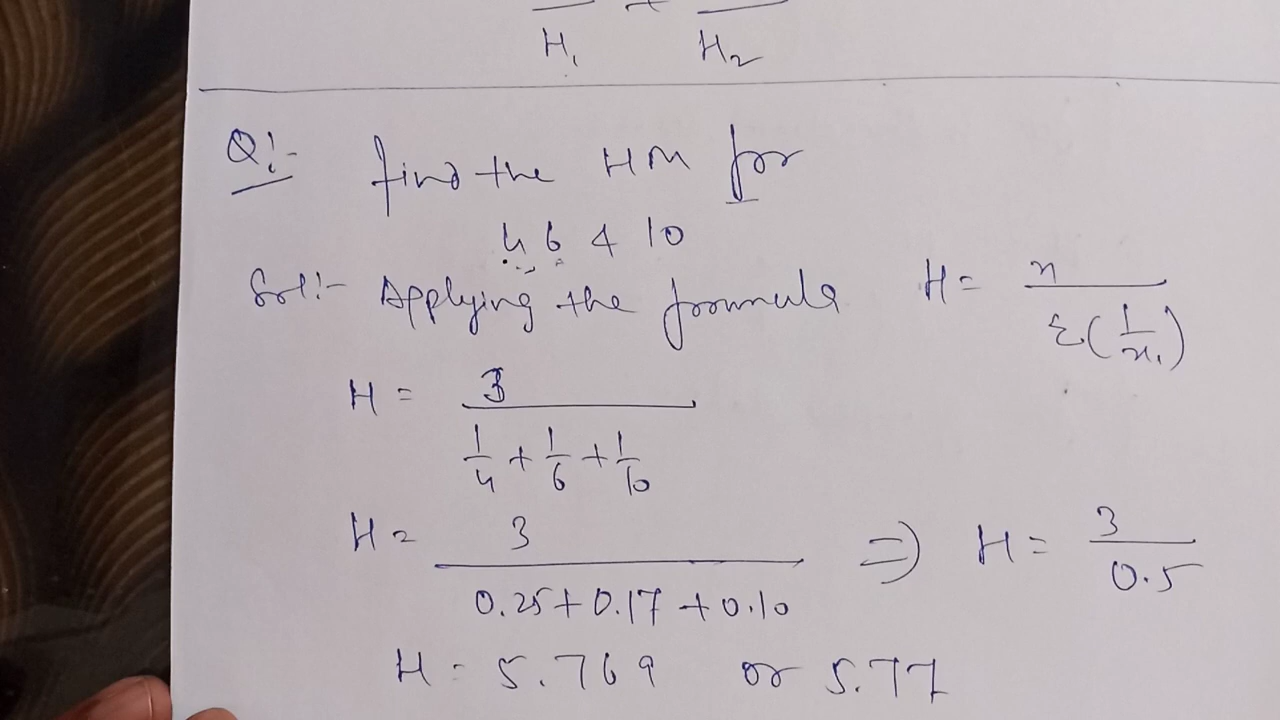 H₁ + H₂
Q:- find the HM for
4 6 4 10
Sol:- Applying the formula H = n / Σ(1/x₁)
H = 3 / (1/4 + 1/6 + 1/10)
H = 3 / (0.25 + 0.17 + 0.10) ⇒ H = 3 / 0.5
H = 5.769 or 5.77